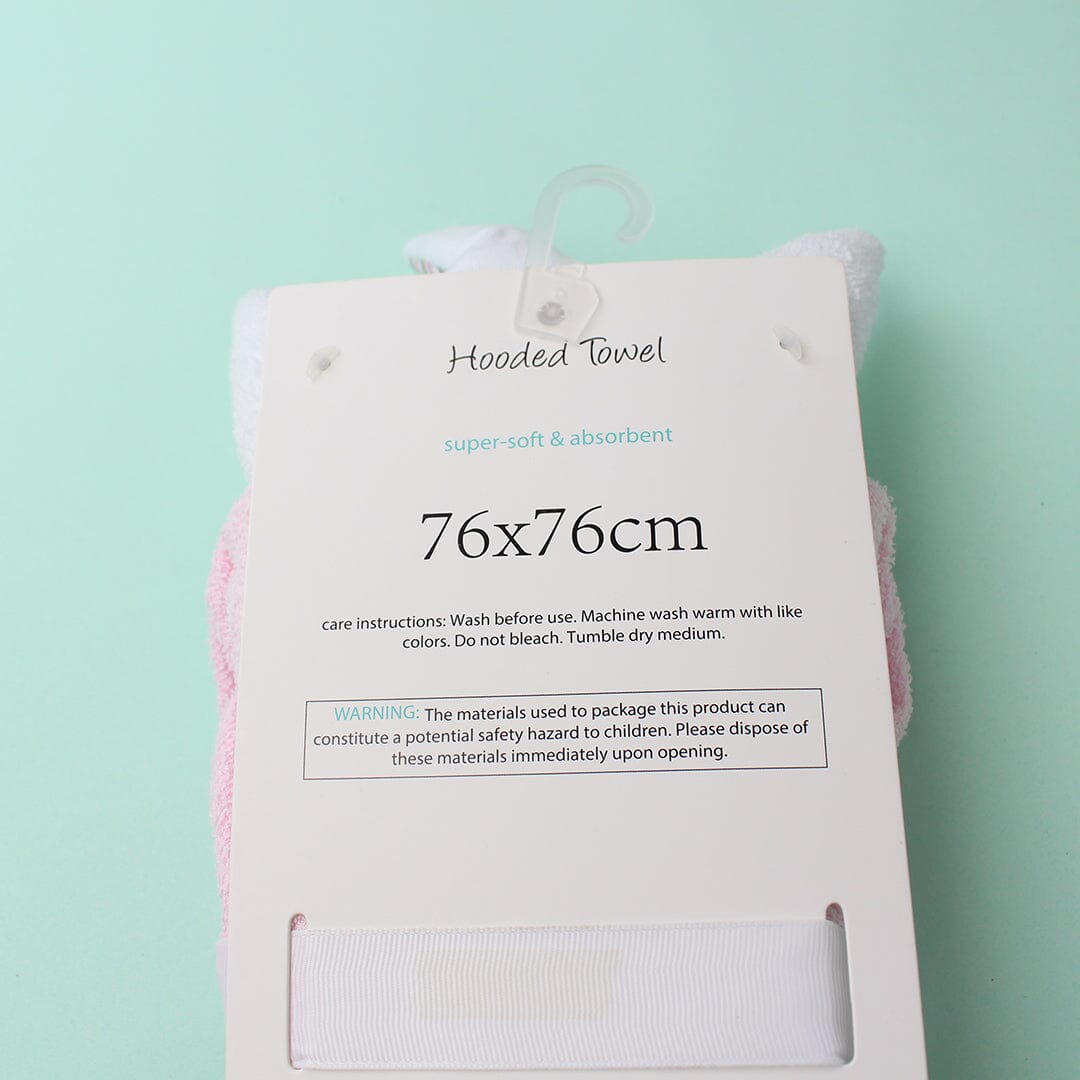 Hooded Towel
super-soft & absorbent
76x76cm
care instructions: Wash before use. Machine wash warm with like
colors. Do not bleach. Tumble dry medium.
WARNING: The materials used to package this product can
constitute a potential safety hazard to children. Please dispose of
these materials immediately upon opening.